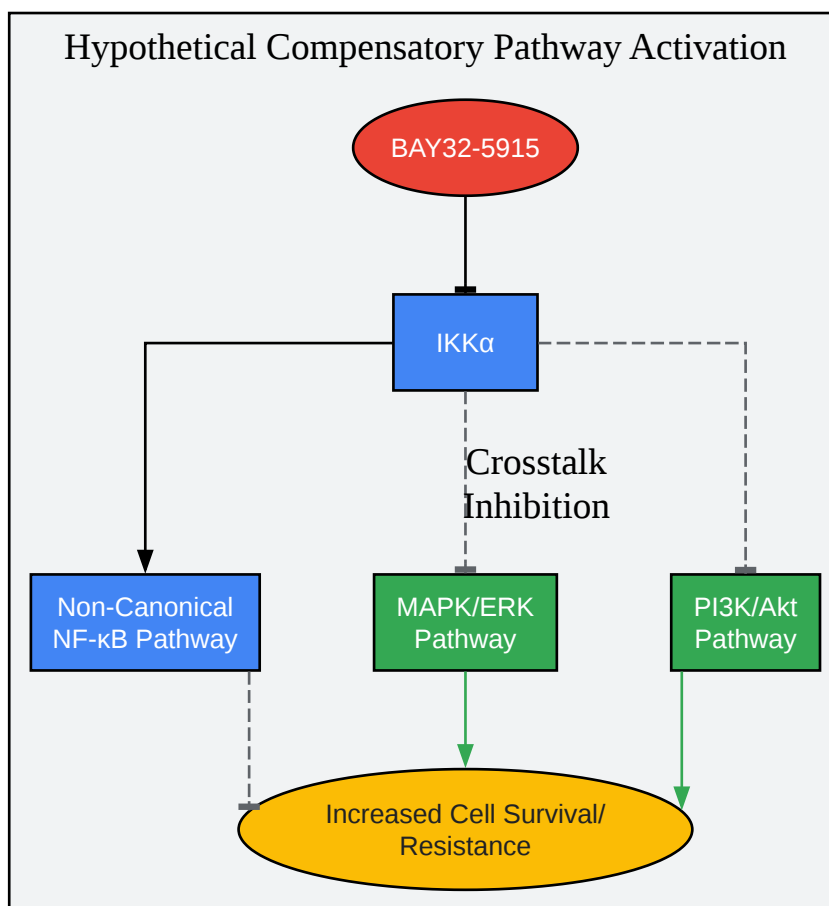 Hypothetical Compensatory Pathway Activation
BAY32-5915
IKKα
Crosstalk
Inhibition
Non-Canonical
NF-κB Pathway
MAPK/ERK
Pathway
PI3K/Akt
Pathway
Increased Cell Survival/
Resistance